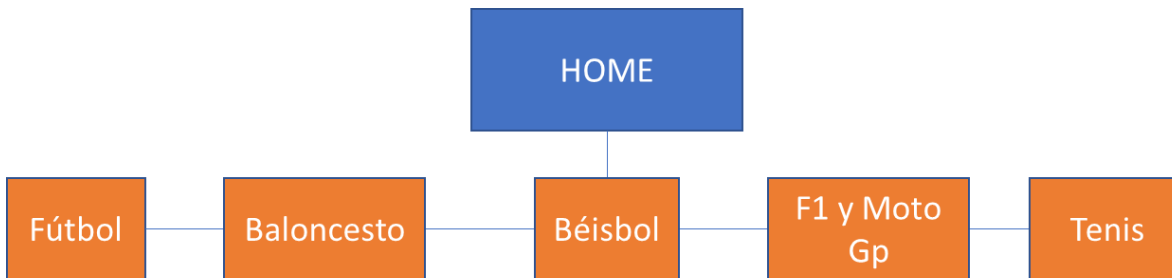 HOME
Fútbol
Baloncesto
Béisbol
F1 y Moto
Gp
Tenis